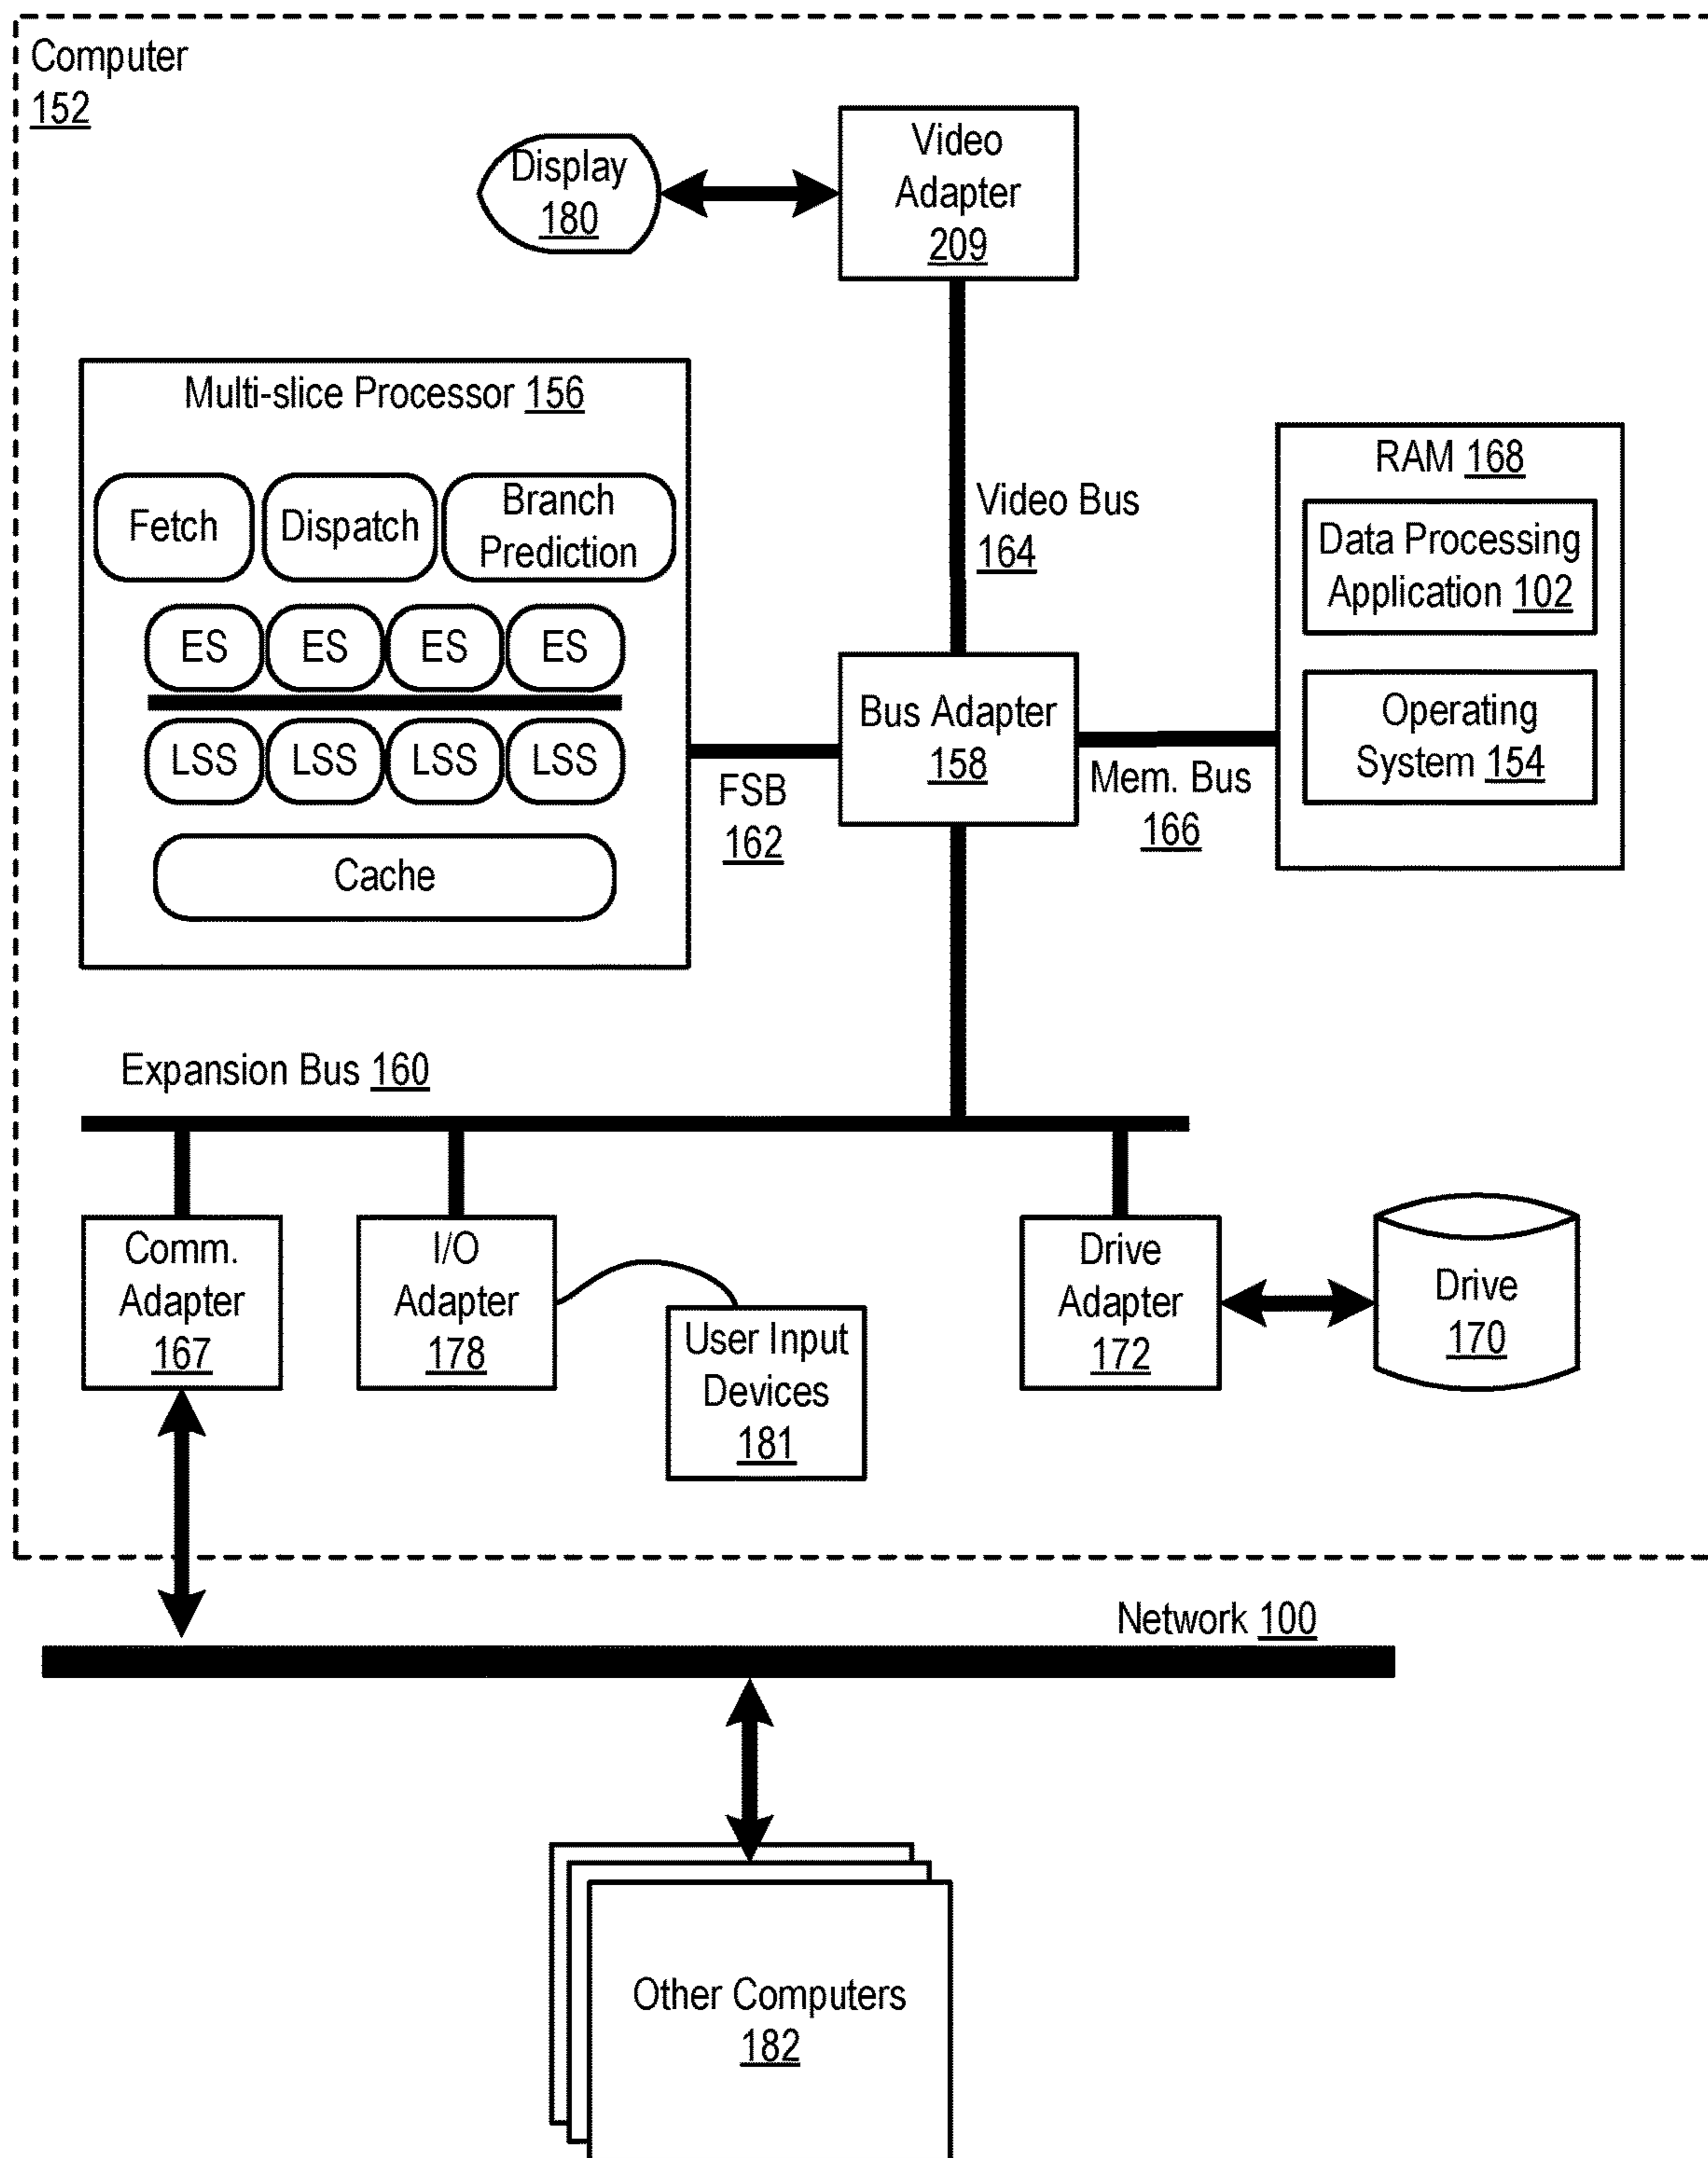 Computer
152
Display
180
Video
Adapter
209
Multi-slice Processor 156
Fetch
Dispatch
Branch
Prediction
ES
ES
ES
ES
LSS
LSS
LSS
LSS
Cache
Video Bus
164
RAM 168
Data Processing
Application 102
Operating
System 154
Bus Adapter
158
FSB
162
Mem. Bus
166
Expansion Bus 160
Comm.
Adapter
167
I/O
Adapter
178
User Input
Devices
181
Drive
Adapter
172
Drive
170
Network 100
Other Computers
182